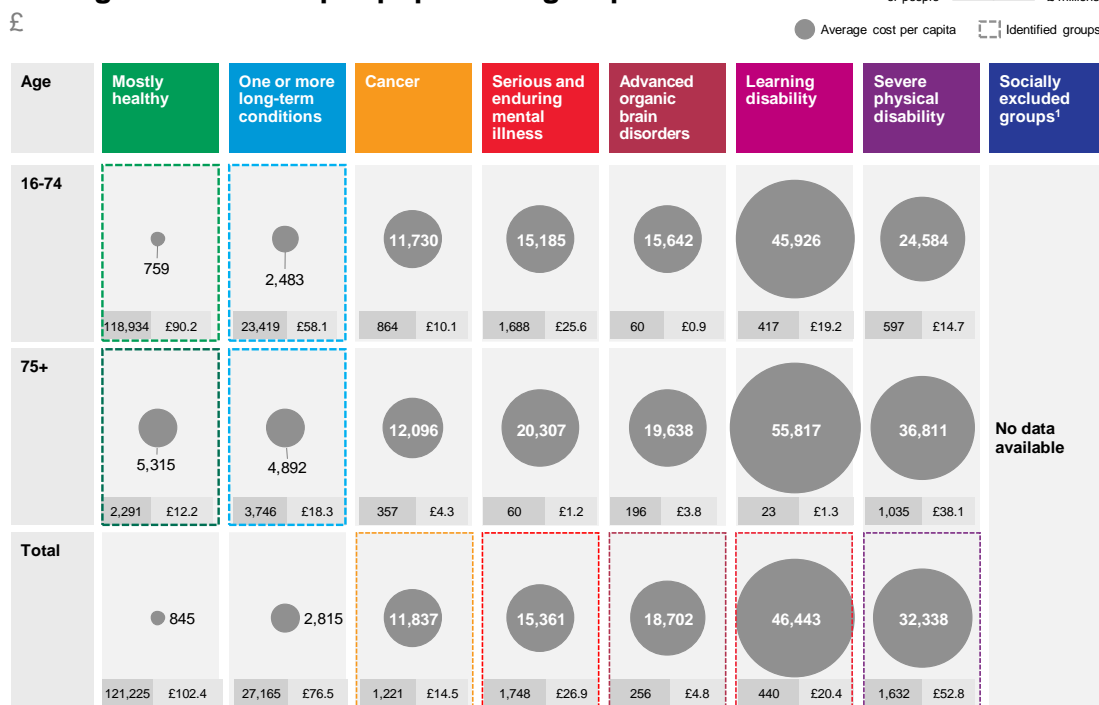 £
Average cost per capita
Identified groups
Age
Mostly
healthy
One or more
long-term
conditions
Cancer
Serious and
enduring
mental
illness
Advanced
organic
brain
disorders
Learning
disability
Severe
physical
disability
Socially
excluded
groups1
16-74
759
2,483
11,730
15,185
15,642
45,926
24,584
118,934 £90.2
23,419 £58.1
864 £10.1
1,688 £25.6
60 £0.9
417 £19.2
597 £14.7
75+
5,315
4,892
12,096
20,307
19,638
55,817
36,811
No data
available
2,291 £12.2
3,746 £18.3
357 £4.3
60 £1.2
196 £3.8
23 £1.3
1,035 £38.1
Total
845
2,815
11,837
15,361
18,702
46,443
32,338
121,225 £102.4
27,165 £76.5
1,221 £14.5
1,748 £26.9
256 £4.8
440 £20.4
1,632 £52.8